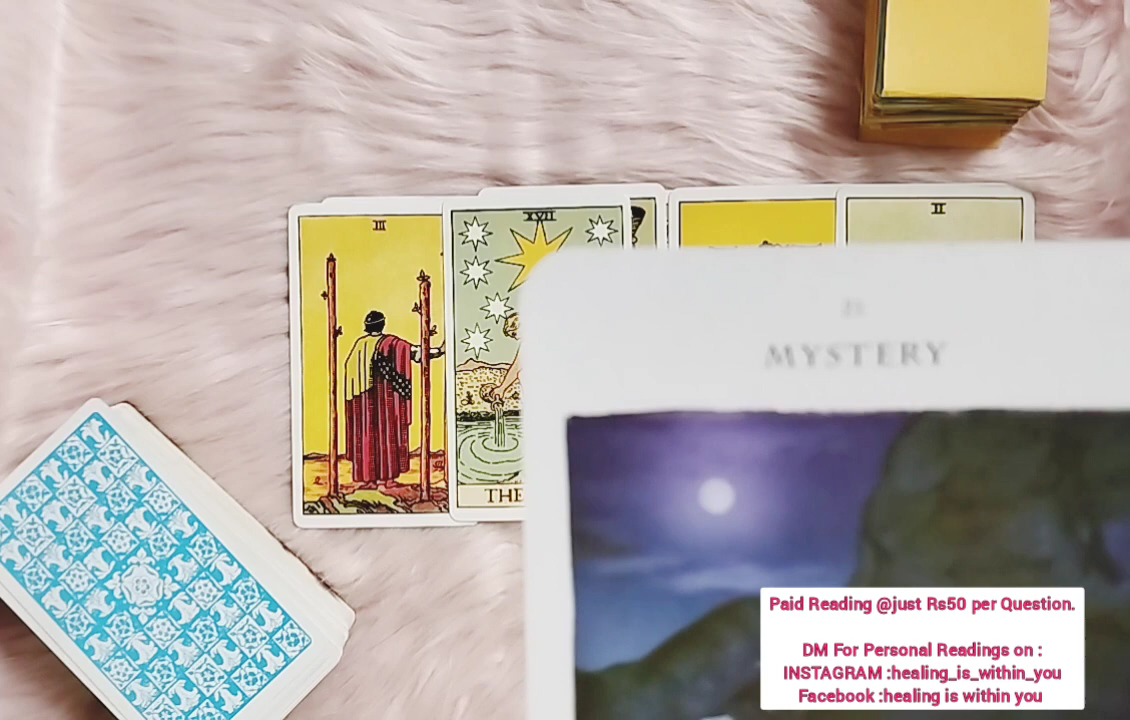 III
XVII
II
THE
MYSTERY
Paid Reading @just Rs50 per Question.
DM For Personal Readings on :
INSTAGRAM :healing_is_within_you
Facebook :healing is within you